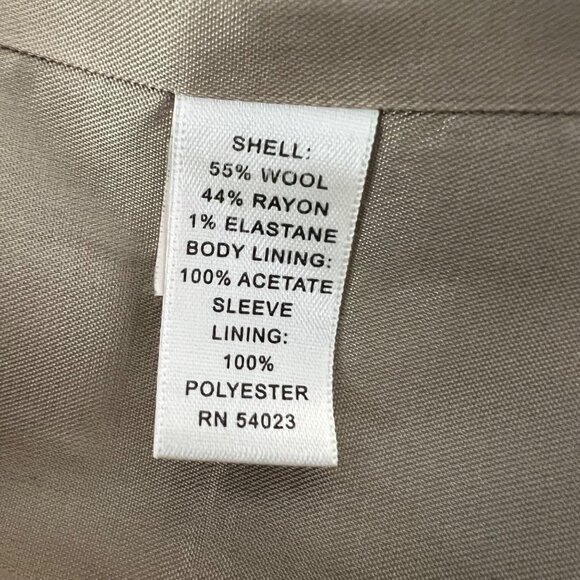 SHELL:
55% WOOL
44% RAYON
1% ELASTANE
BODY LINING:
100% ACETATE
SLEEVE
LINING:
100%
POLYESTER
RN 54023